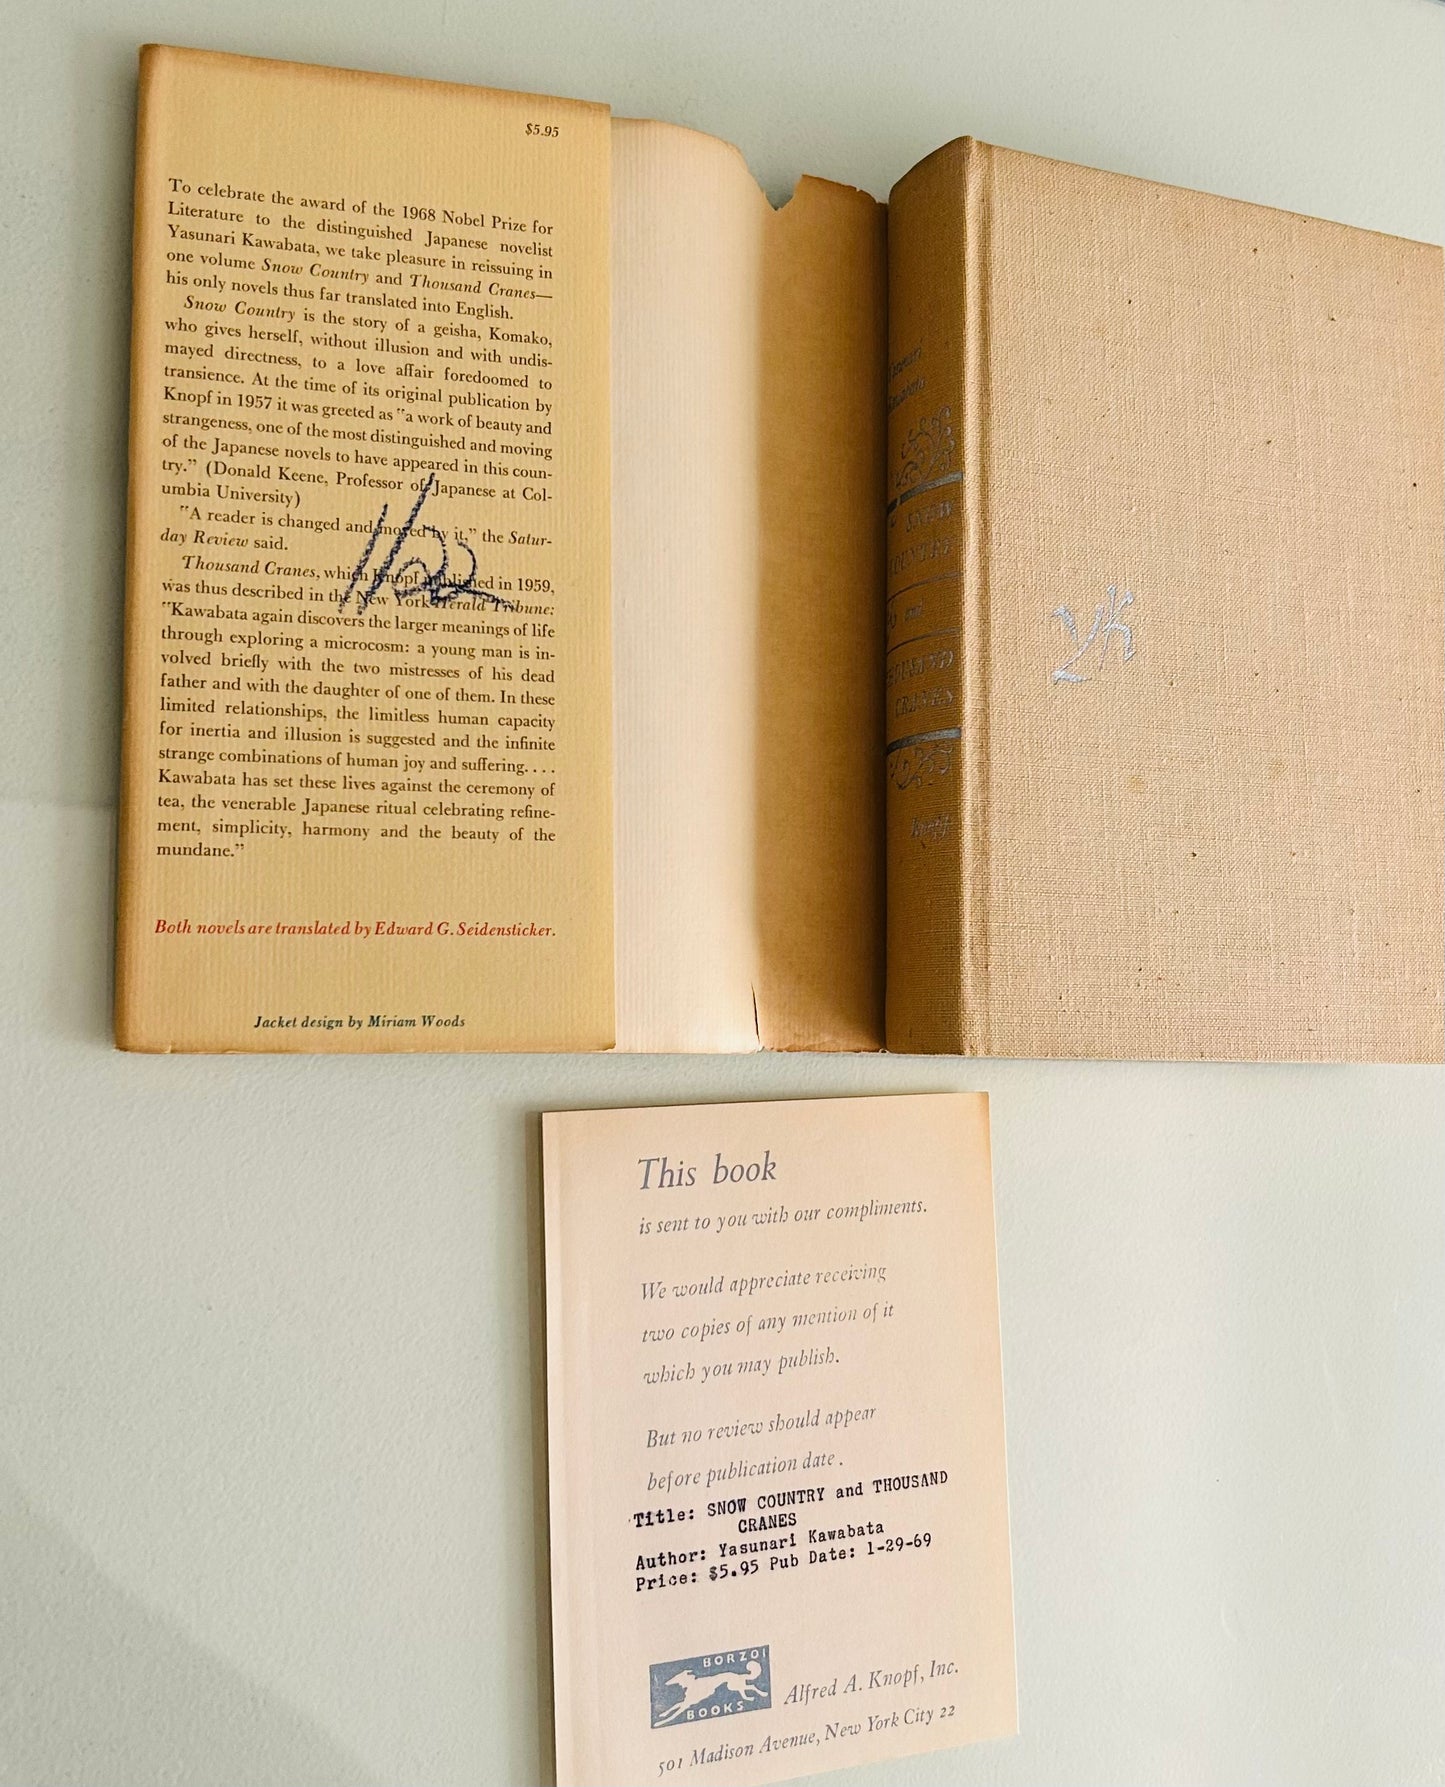 $5.95
To celebrate the award of the 1968 Nobel Prize for
Literature to the distinguished Japanese novelist
Yasunari Kawabata, we take pleasure in reissuing in
one volume Snow Country and Thousand Cranes—
his only novels thus far translated into English.
Snow Country is the story of a geisha, Komako,
who gives herself, without illusion and with undis-
mayed directness, to a love affair foredoomed to
transience. At the time of its original publication by
Knopf in 1957 it was greeted as "a work of beauty and
strangeness, one of the most distinguished and moving
of the Japanese novels to have appeared in this coun-
try." (Donald Keene, Professor of Japanese at Col-
umbia University)
"A reader is changed and moved by it," the Satur-
day Review said.
Thousand Cranes, which Knopf published in 1959,
was thus described in the New York Herald Tribune:
"Kawabata again discovers the larger meanings of life
through exploring a microcosm: a young man is in-
volved briefly with the two mistresses of his dead
father and with the daughter of one of them. In these
limited relationships, the limitless human capacity
for inertia and illusion is suggested and the infinite
strange combinations of human joy and suffering. . . .
Kawabata has set these lives against the ceremony of
tea, the venerable Japanese ritual celebrating refine-
ment, simplicity, harmony and the beauty of the
mundane."
Both novels are translated by Edward G. Seidensticker.
Jacket design by Miriam Woods
SNOW
COUNTRY
and
CRANES
Knopf
YK
This book
is sent to you with our compliments.
We would appreciate receiving
two copies of any mention of it
which you may publish.
But no review should appear
before publication date.
Title: SNOW COUNTRY and THOUSAND
CRANES
Author: Yasunari Kawabata
Price: $5.95 Pub Date: 1-29-69
BORZOI
BOOKS
Alfred A. Knopf, Inc.
501 Madison Avenue, New York City 22